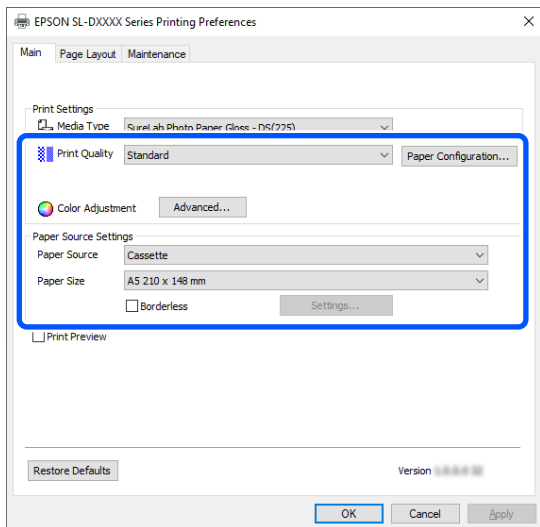 EPSON SL-DXXXX Series Printing Preferences
Main Page Layout Maintenance
Print Settings
Media Type SureLab Photo Paper Gloss - DS(225)
Print Quality Standard Paper Configuration...
Color Adjustment Advanced...
Paper Source Settings
Paper Source Cassette
Paper Size A5 210 x 148 mm
Borderless Settings...
Print Preview
Restore Defaults Version
OK Cancel Apply